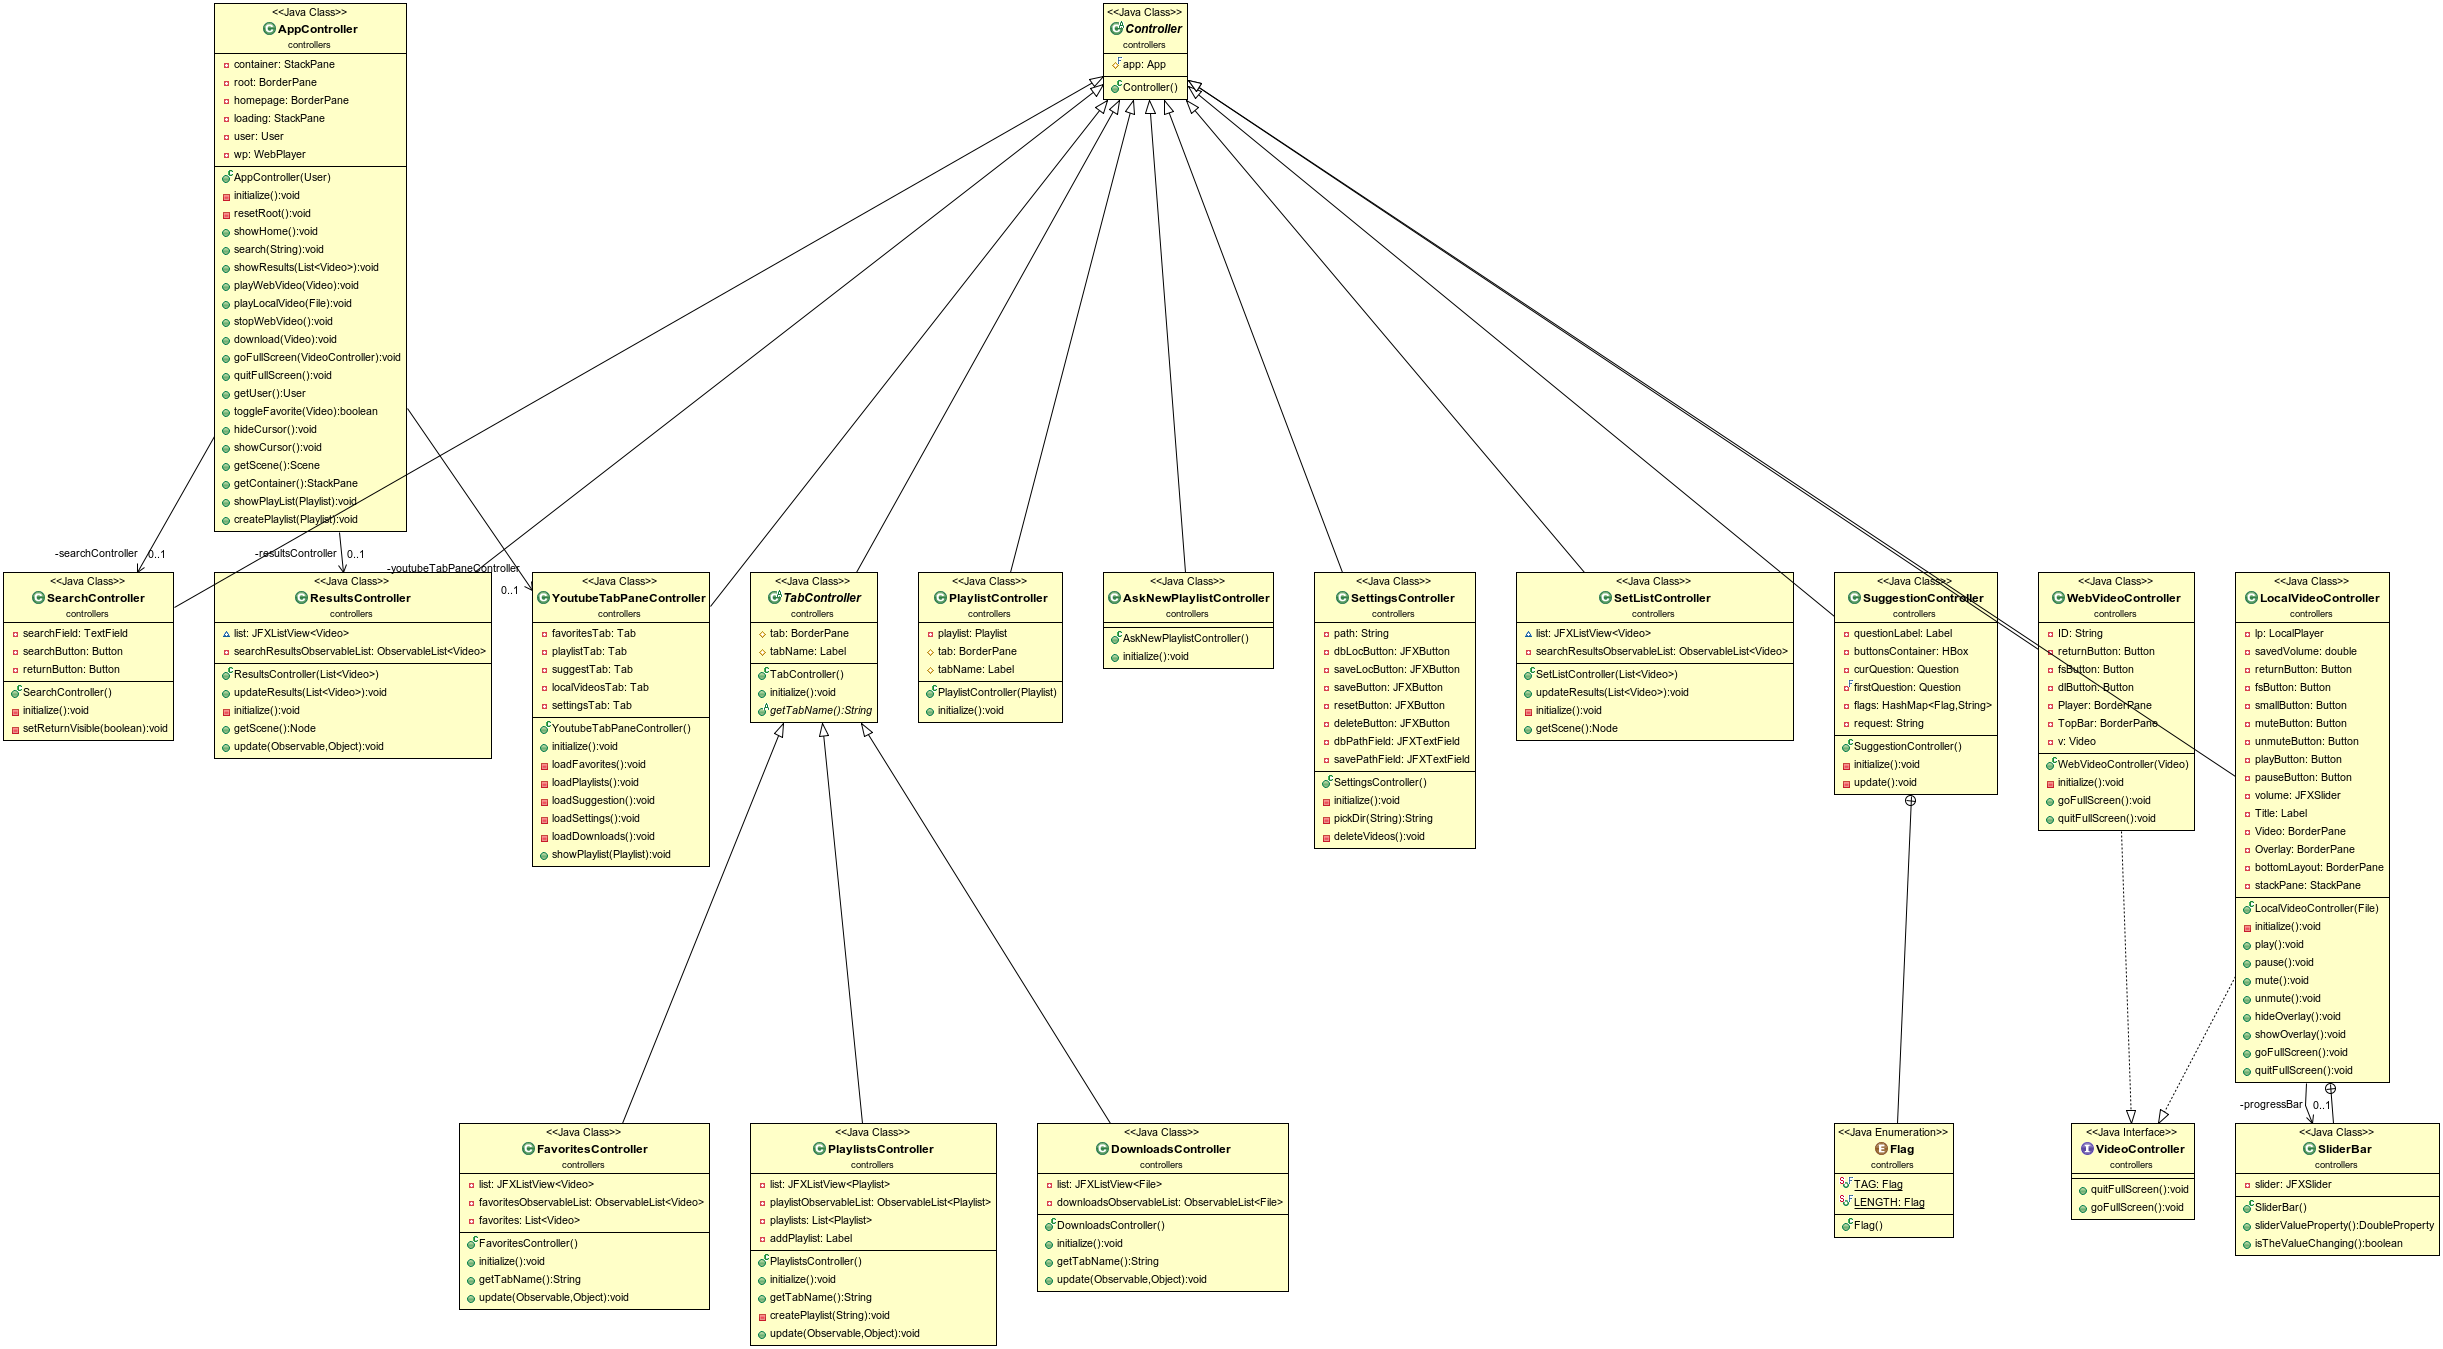 <<Java Class>>
AppController
controllers
container: StackPane
root: BorderPane
homepage: BorderPane
loading: StackPane
user: User
wp: WebPlayer
AppController(User)
initialize():void
resetRoot():void
showHome():void
search(String):void
showResults(List<Video>):void
playWebVideo(Video):void
playLocalVideo(File):void
stopWebVideo():void
download(Video):void
goFullScreen(VideoController):void
quitFullScreen():void
getUser():User
toggleFavorite(Video):boolean
hideCursor():void
showCursor():void
getScene():Scene
getContainer():StackPane
showPlayList(Playlist):void
createPlaylist(Playlist):void
<<Java Class>>
Controller
controllers
app: App
Controller()
-searchController
0..1
-resultsController
0..1
-youtubeTabPaneController
0..1
<<Java Class>>
SearchController
controllers
searchField: TextField
searchButton: Button
returnButton: Button
SearchController()
initialize():void
setReturnVisible(boolean):void
<<Java Class>>
ResultsController
controllers
list: JFXListView<Video>
searchResultsObservableList: ObservableList<Video>
ResultsController(List<Video>)
updateResults(List<Video>):void
initialize():void
getScene():Node
update(Observable,Object):void
<<Java Class>>
YoutubeTabPaneController
controllers
favoritesTab: Tab
playlistTab: Tab
suggestTab: Tab
localVideosTab: Tab
settingsTab: Tab
YoutubeTabPaneController()
initialize():void
loadFavorites():void
loadPlaylists():void
loadSuggestion():void
loadSettings():void
loadDownloads():void
showPlaylist(Playlist):void
<<Java Class>>
TabController
controllers
tab: BorderPane
tabName: Label
TabController()
initialize():void
getTabName():String
<<Java Class>>
PlaylistController
controllers
playlist: Playlist
tab: BorderPane
tabName: Label
PlaylistController(Playlist)
initialize():void
<<Java Class>>
AskNewPlaylistController
controllers
AskNewPlaylistController()
initialize():void
<<Java Class>>
SettingsController
controllers
path: String
dbLocButton: JFXButton
saveLocButton: JFXButton
saveButton: JFXButton
resetButton: JFXButton
deleteButton: JFXButton
dbPathField: JFXTextField
savePathField: JFXTextField
SettingsController()
initialize():void
pickDir(String):String
deleteVideos():void
<<Java Class>>
SetListController
controllers
list: JFXListView<Video>
searchResultsObservableList: ObservableList<Video>
SetListController(List<Video>)
updateResults(List<Video>):void
initialize():void
getScene():Node
<<Java Class>>
SuggestionController
controllers
questionLabel: Label
buttonsContainer: HBox
curQuestion: Question
firstQuestion: Question
flags: HashMap<Flag,String>
request: String
SuggestionController()
initialize():void
update():void
<<Java Class>>
WebVideoController
controllers
ID: String
returnButton: Button
fsButton: Button
dlButton: Button
Player: BorderPane
TopBar: BorderPane
v: Video
WebVideoController(Video)
initialize():void
goFullScreen():void
quitFullScreen():void
<<Java Class>>
LocalVideoController
controllers
lp: LocalPlayer
savedVolume: double
returnButton: Button
fsButton: Button
smallButton: Button
muteButton: Button
unmuteButton: Button
playButton: Button
pauseButton: Button
volume: JFXSlider
Title: Label
Video: BorderPane
Overlay: BorderPane
bottomLayout: BorderPane
stackPane: StackPane
LocalVideoController(File)
initialize():void
play():void
pause():void
mute():void
unmute():void
hideOverlay():void
showOverlay():void
goFullScreen():void
quitFullScreen():void
-progressBar
0..1
<<Java Class>>
FavoritesController
controllers
list: JFXListView<Video>
favoritesObservableList: ObservableList<Video>
favorites: List<Video>
FavoritesController()
initialize():void
getTabName():String
update(Observable,Object):void
<<Java Class>>
PlaylistsController
controllers
list: JFXListView<Playlist>
playlistObservableList: ObservableList<Playlist>
playlists: List<Playlist>
addPlaylist: Label
PlaylistsController()
initialize():void
getTabName():String
createPlaylist(String):void
update(Observable,Object):void
<<Java Class>>
DownloadsController
controllers
list: JFXListView<File>
downloadsObservableList: ObservableList<File>
DownloadsController()
initialize():void
getTabName():String
update(Observable,Object):void
<<Java Enumeration>>
Flag
controllers
TAG: Flag
LENGTH: Flag
Flag()
<<Java Interface>>
VideoController
controllers
quitFullScreen():void
goFullScreen():void
<<Java Class>>
SliderBar
controllers
slider: JFXSlider
SliderBar()
sliderValueProperty():DoubleProperty
isTheValueChanging():boolean